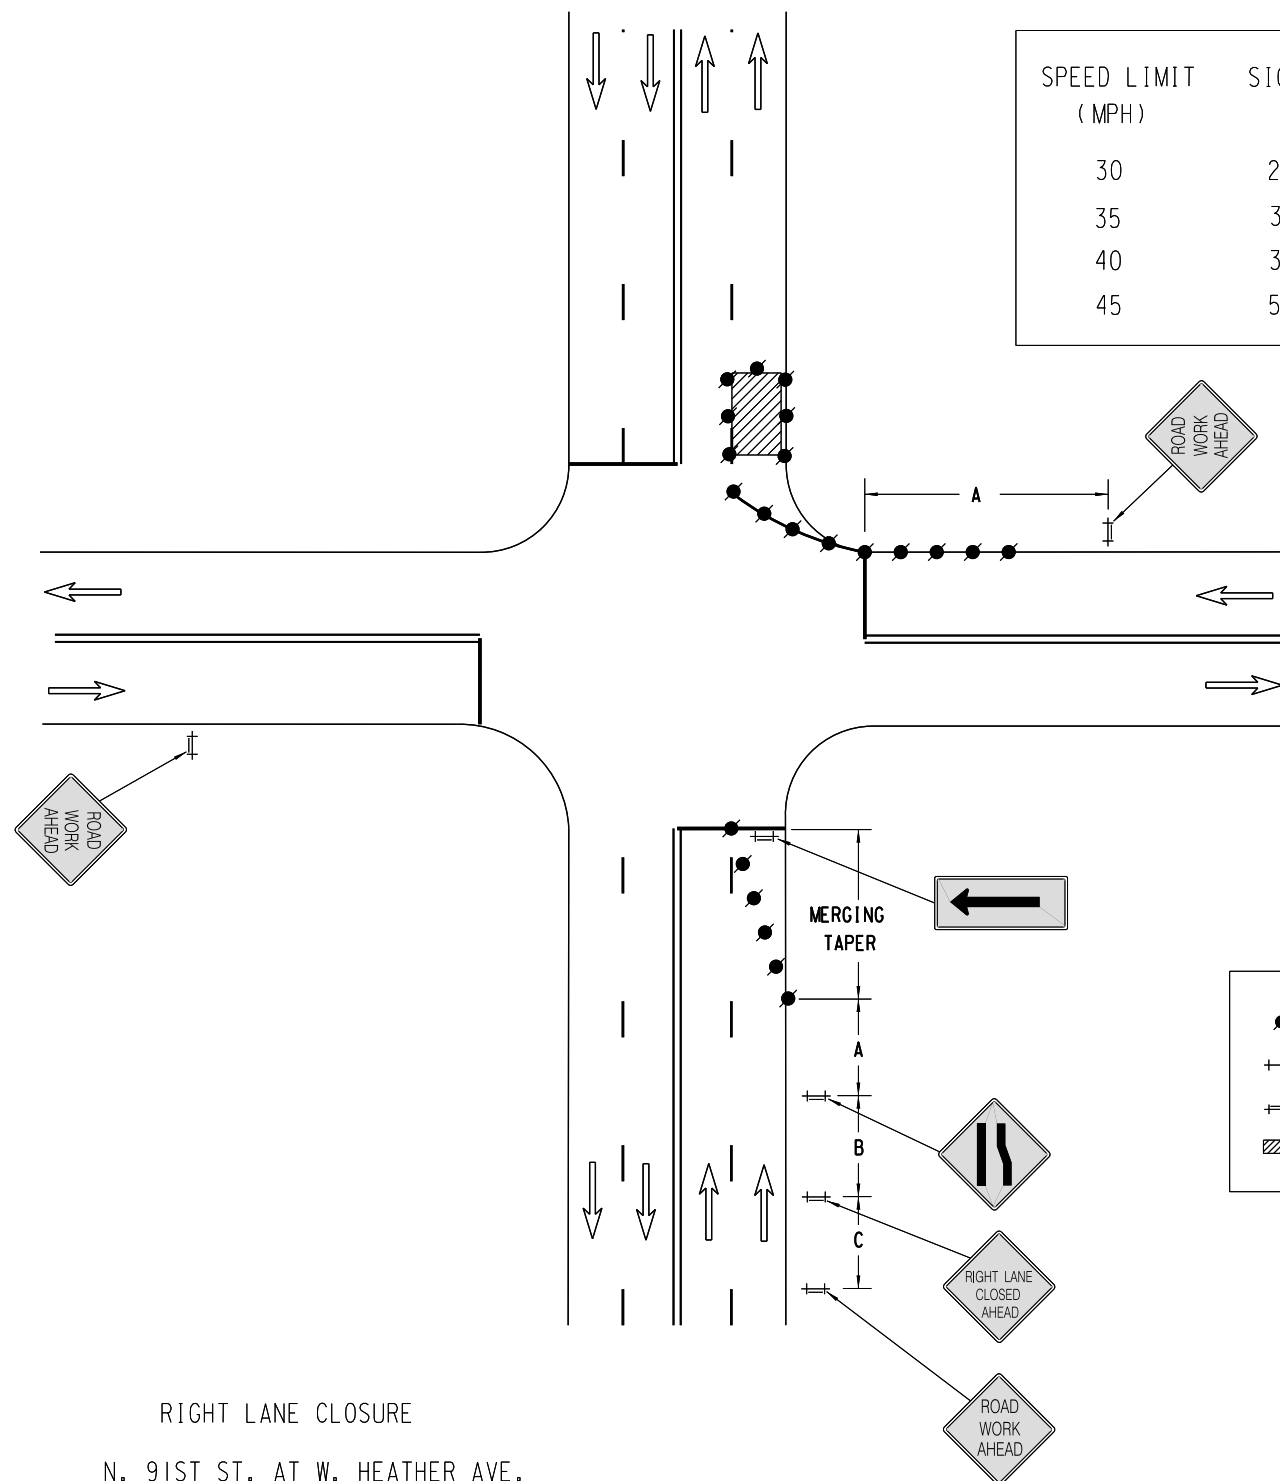 SPEED LIMIT
(MPH)
30
35
40
45
ROAD
WORK
AHEAD
A
ROAD
WORK
AHEAD
MERGING
TAPER
A
B
C
RIGHT LANE
CLOSED
AHEAD
ROAD
WORK
AHEAD
RIGHT LANE CLOSURE
N. 91ST ST. AT W. HEATHER AVE.